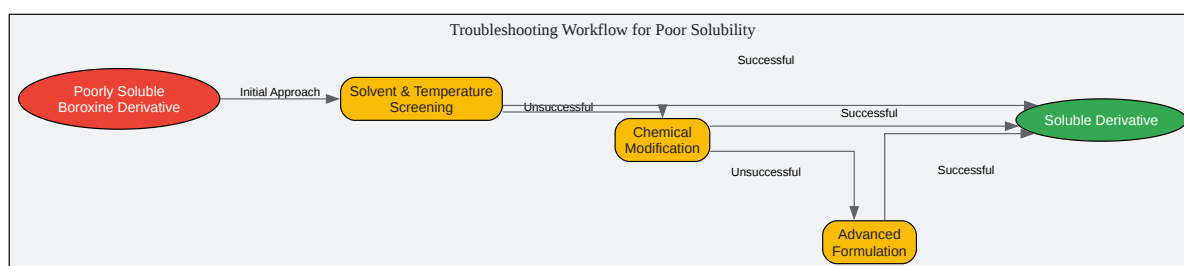 Troubleshooting Workflow for Poor Solubility
Successful
Poorly Soluble
Boroxine Derivative
Initial Approach
Solvent & Temperature
Screening
Unsuccessful
Chemical
Modification
Successful
Soluble Derivative
Unsuccessful
Successful
Advanced
Formulation